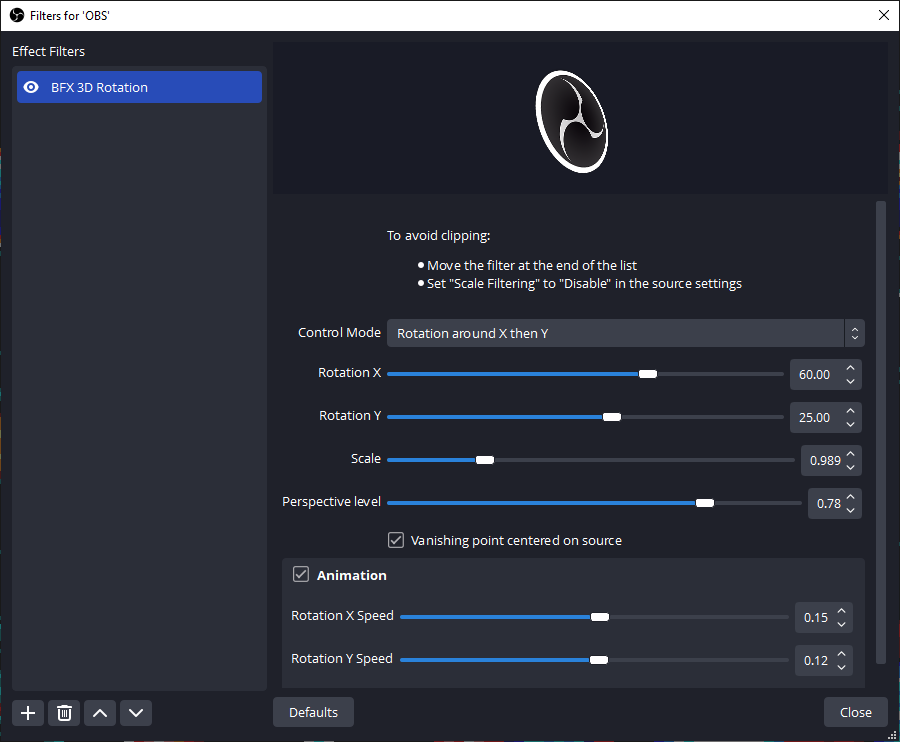 Filters for 'OBS'
Effect Filters
BFX 3D Rotation
To avoid clipping:
• Move the filter at the end of the list
• Set "Scale Filtering" to "Disable" in the source settings
Control Mode Rotation around X then Y
Rotation X 60.00
Rotation Y 25.00
Scale 0.989
Perspective level 0.78
Vanishing point centered on source
Animation
Rotation X Speed 0.15
Rotation Y Speed 0.12
Defaults Close